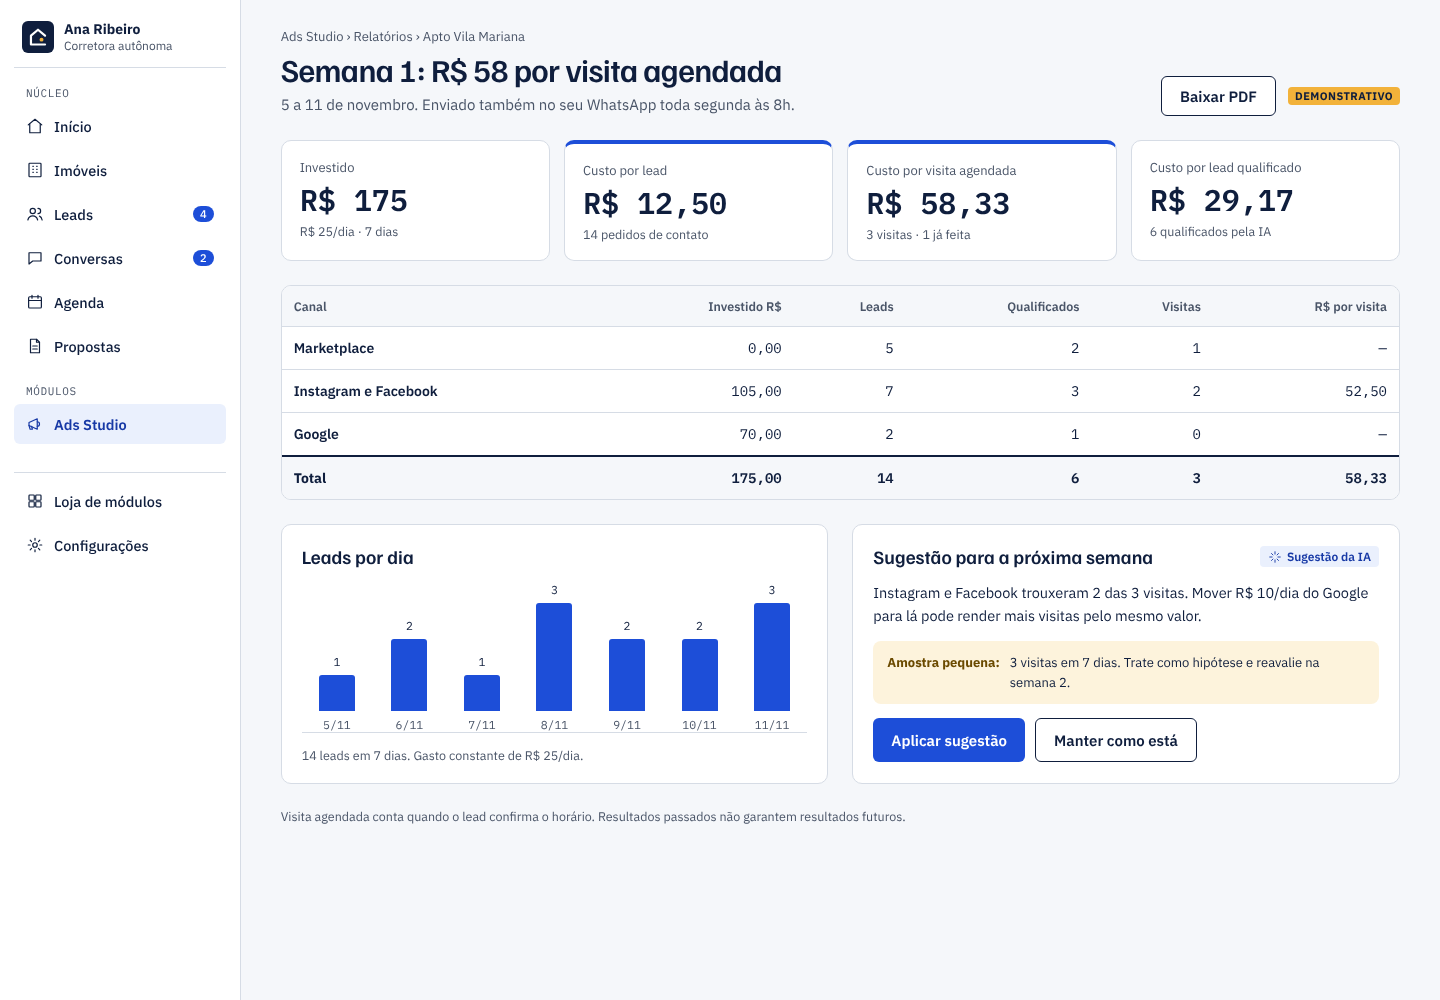 Ana Ribeiro
Corretora autônoma
NÚCLEO
Início
Imóveis
Leads 4
Conversas 2
Agenda
Propostas
MÓDULOS
Ads Studio
Loja de módulos
Configurações
Ads Studio › Relatórios › Apto Vila Mariana
Semana 1: R$ 58 por visita agendada
5 a 11 de novembro. Enviado também no seu WhatsApp toda segunda às 8h.
Baixar PDF
DEMONSTRATIVO
Investido
R$ 175
R$ 25/dia · 7 dias
Custo por lead
R$ 12,50
14 pedidos de contato
Custo por visita agendada
R$ 58,33
3 visitas · 1 já feita
Custo por lead qualificado
R$ 29,17
6 qualificados pela IA
Canal Investido R$ Leads Qualificados Visitas R$ por visita
Marketplace 0,00 5 2 1 —
Instagram e Facebook 105,00 7 3 2 52,50
Google 70,00 2 1 0 —
Total 175,00 14 6 3 58,33
Leads por dia
1 2 1 3 2 2 3
5/11 6/11 7/11 8/11 9/11 10/11 11/11
14 leads em 7 dias. Gasto constante de R$ 25/dia.
Sugestão para a próxima semana
Sugestão da IA
Instagram e Facebook trouxeram 2 das 3 visitas. Mover R$ 10/dia do Google
para lá pode render mais visitas pelo mesmo valor.
Amostra pequena: 3 visitas em 7 dias. Trate como hipótese e reavalie na
semana 2.
Aplicar sugestão
Manter como está
Visita agendada conta quando o lead confirma o horário. Resultados passados não garantem resultados futuros.